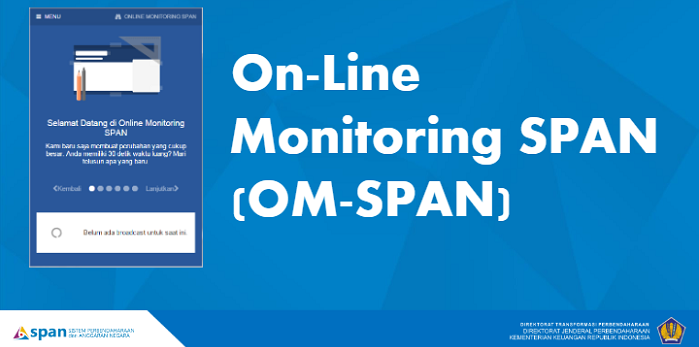 MENU
ONLINE MONITORING SPAN
Selamat Datang di Online Monitoring
SPAN
Kami baru saja membuat perubahan yang cukup
besar. Anda memiliki 30 detik waktu luang? Mari
telusuri apa yang baru
Kembali
Lanjutkan
Belum ada broadcast untuk saat ini
On-Line
Monitoring SPAN
(OM-SPAN)
span
SISTEM PERBENDAHARAAN
dan ANGGARAN NEGARA
DIREKTORAT TRANSFORMASI PERBENDAHARAAN
DIREKTORAT JENDERAL PERBENDAHARAAN
KEMENTERIAN KEUANGAN REPUBLIK INDONESIA